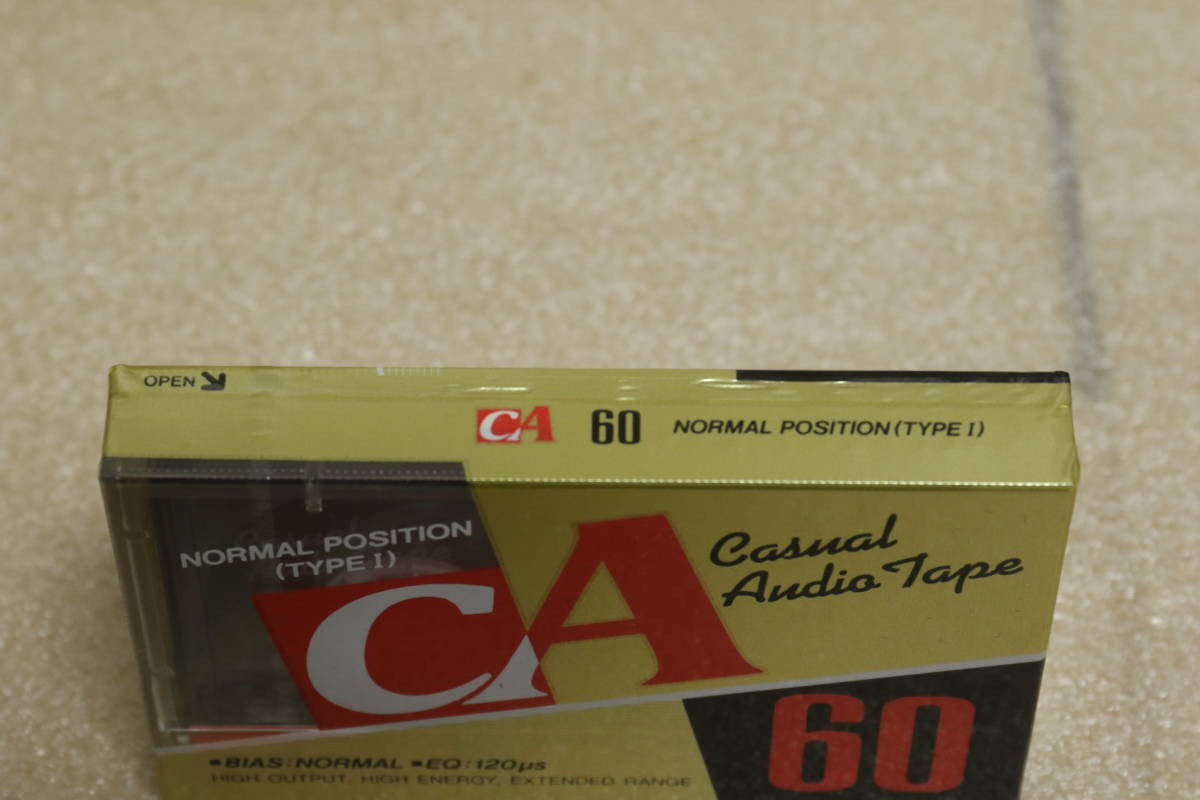 OPEN
CA 60 NORMAL POSITION (TYPE I)
NORMAL POSITION
(TYPE I)
CA
Casual
Audio Tape
60
▪BIAS:NORMAL ▪EQ:120μs
HIGH OUTPUT, HIGH ENERGY, EXTENDED RANGE